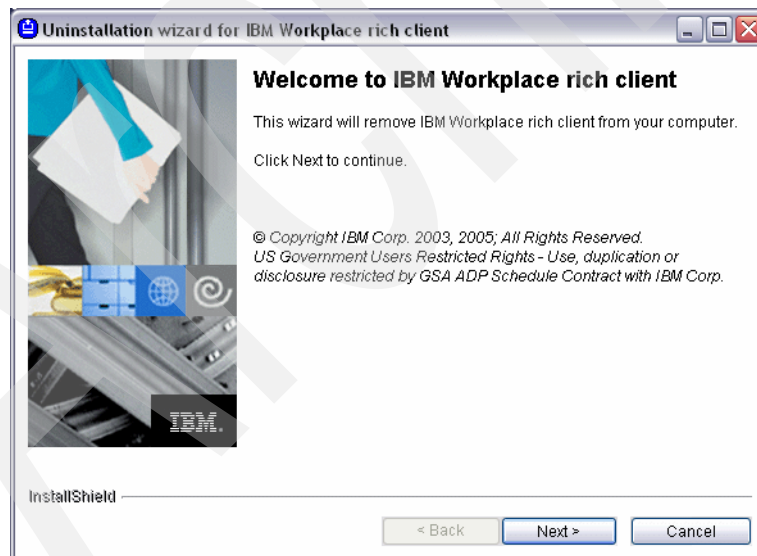 Uninstallation wizard for IBM Workplace rich client
Welcome to IBM Workplace rich client
This wizard will remove IBM Workplace rich client from your computer.
Click Next to continue.
© Copyright IBM Corp. 2003, 2005; All Rights Reserved.
US Government Users Restricted Rights - Use, duplication or
disclosure restricted by GSA ADP Schedule Contract with IBM Corp.
IBM.
InstallShield
< Back
Next >
Cancel